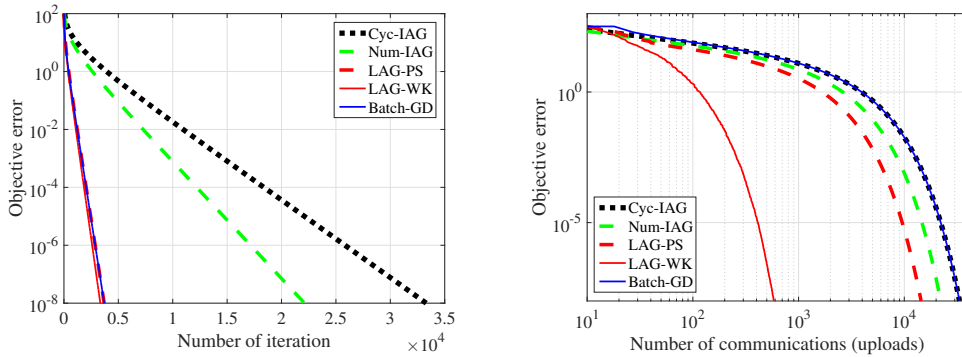 10^2
10^0
10^-2
10^-4
10^-6
10^-8
Objective error
Cyc-IAG
Num-IAG
LAG-PS
LAG-WK
Batch-GD
0 0.5 1 1.5 2 2.5 3 3.5
×10^4
Number of iteration
10^0
10^-5
Objective error
Cyc-IAG
Num-IAG
LAG-PS
LAG-WK
Batch-GD
10^1 10^2 10^3 10^4
Number of communications (uploads)